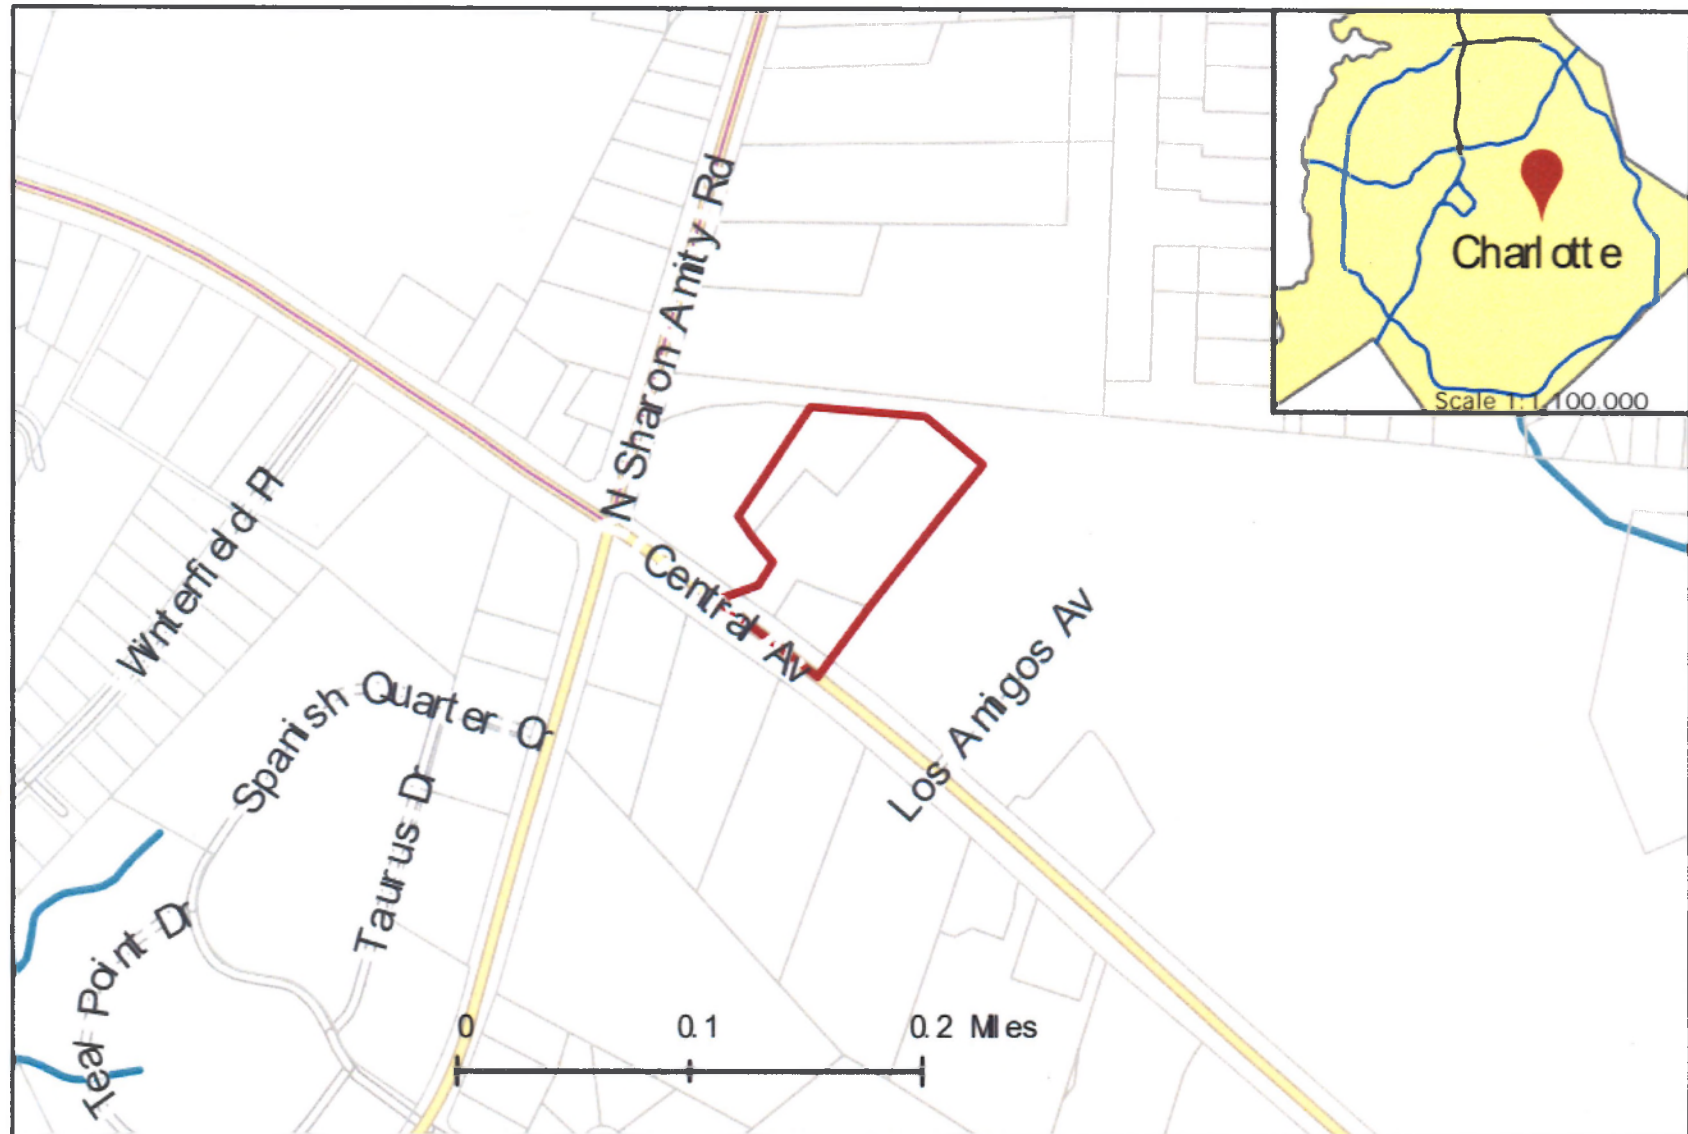 N Sharon Amity Rd
Charlotte
Scale 1:1,100,000
Winterfield Pl
Central Av
Los Amigos Av
Spanish Quarter Cr
Taurus Dr
Teal Point Dr
0 0.1 0.2 Miles